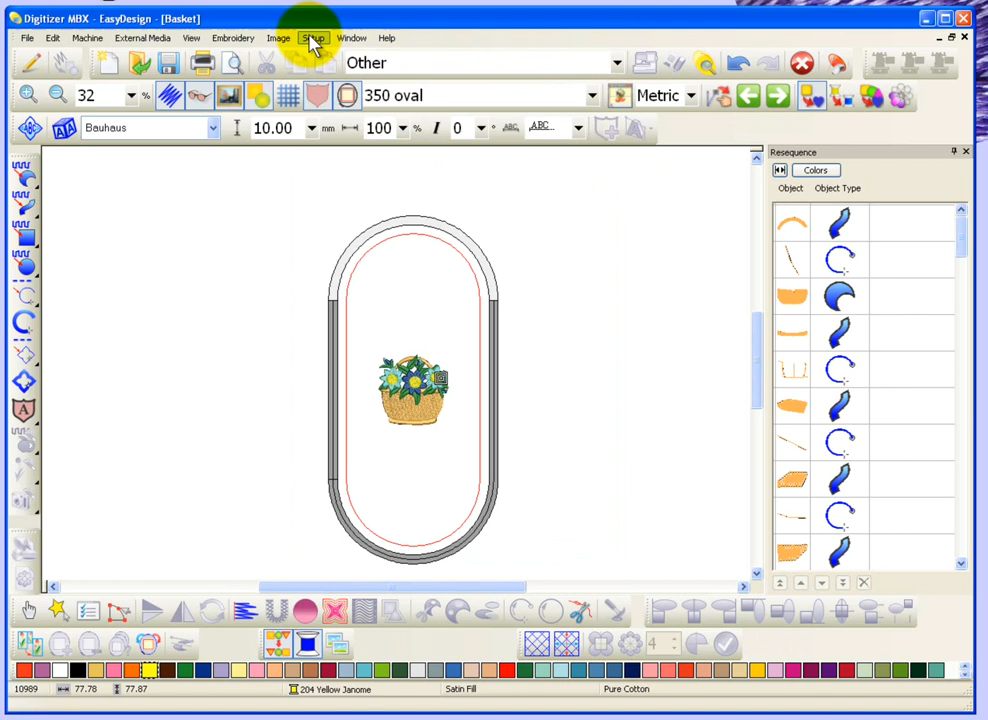 Digitizer MBX - EasyDesign - [Basket]
File Edit Machine External Media View Embroidery Image Setup Window Help
Other
32 % 350 oval Metric
Bauhaus 10.00 mm 100 % 0 ° ABC ABC...
Resequence
Colors
Object Object Type
A
4
10989 77.78 77.87 204 Yellow Janome Satin Fill Pure Cotton